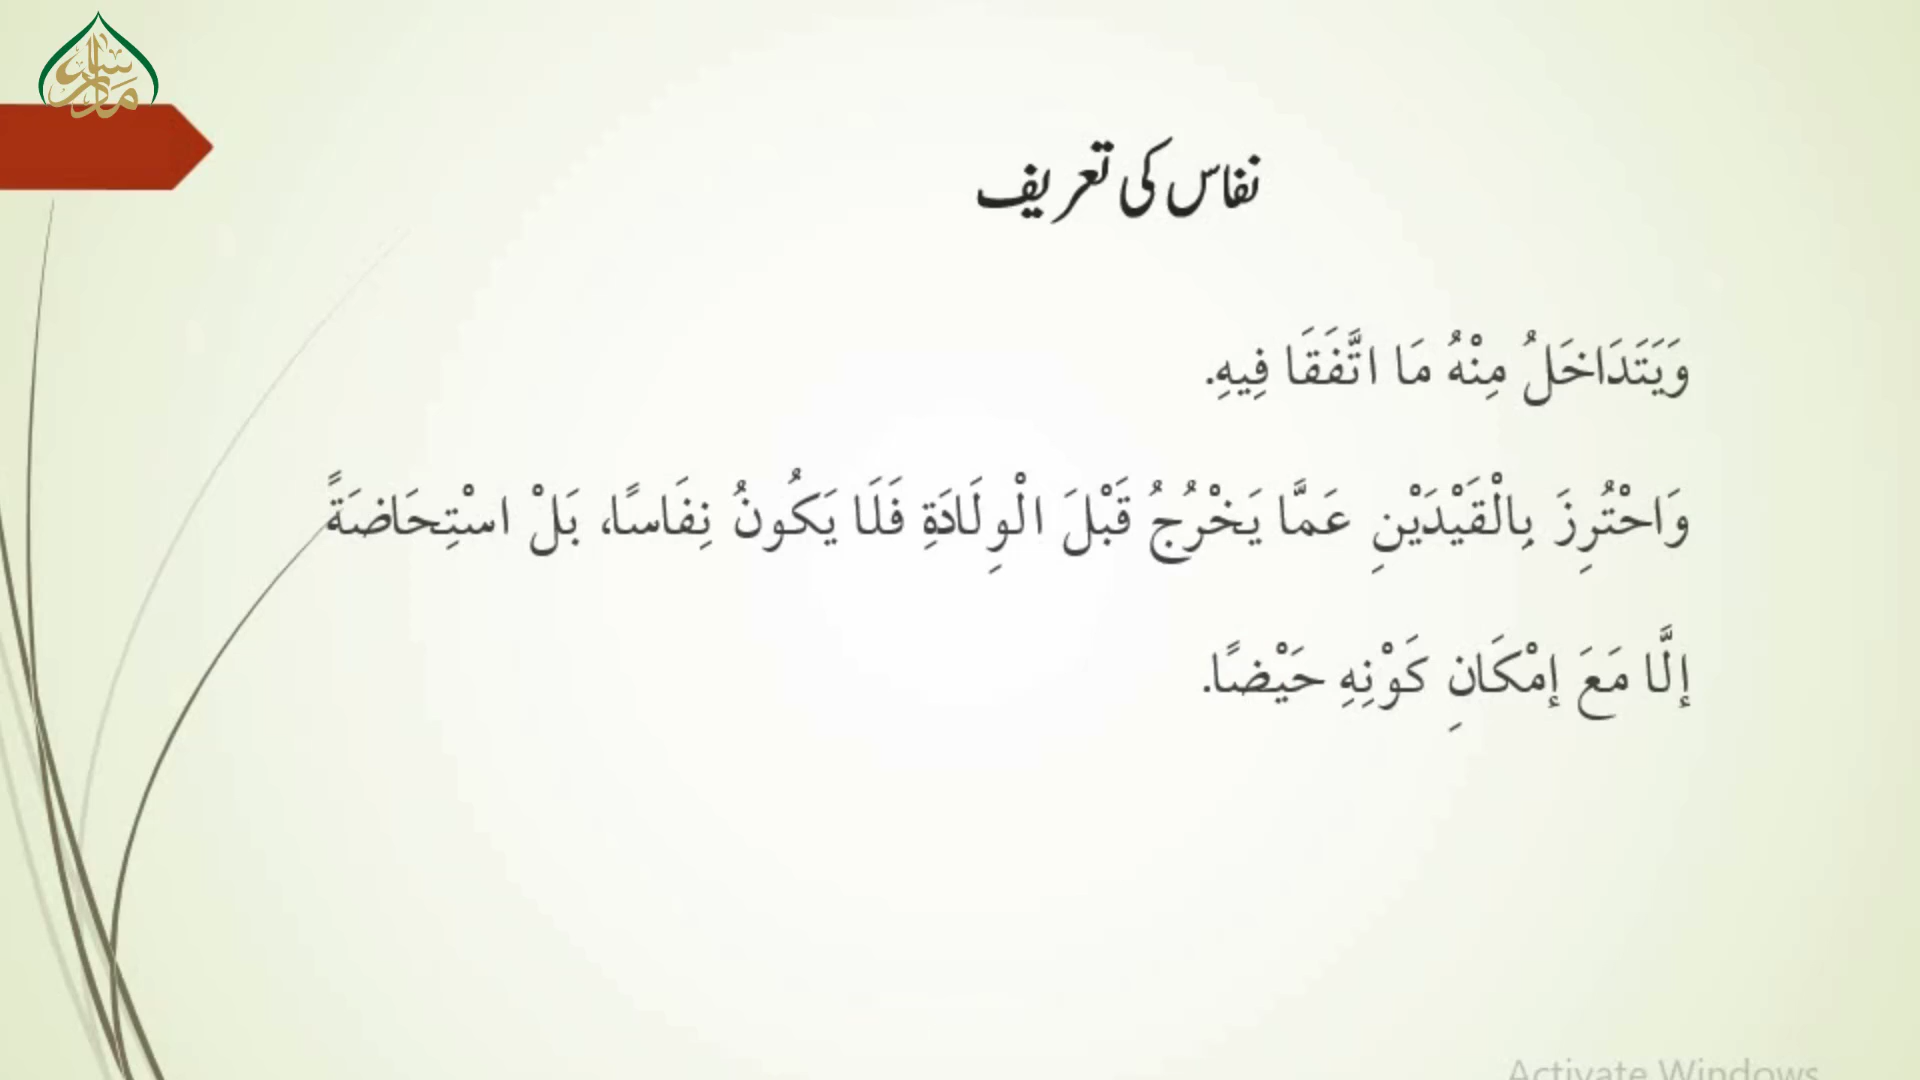 نفاس کی تعریف
وَيَتَدَاخَلُ مِنْهُ مَا اتَّفَقَا فِيهِ.
وَاحْتُرِزَ بِالْقَيْدَيْنِ عَمَّا يَخْرُجُ قَبْلَ الْوِلَادَةِ فَلَا يَكُونُ نِفَاسًا، بَلْ اسْتِحَاضَةً
إلَّا مَعَ إمْكَانِ كَوْنِهِ حَيْضًا.
Activate Windows